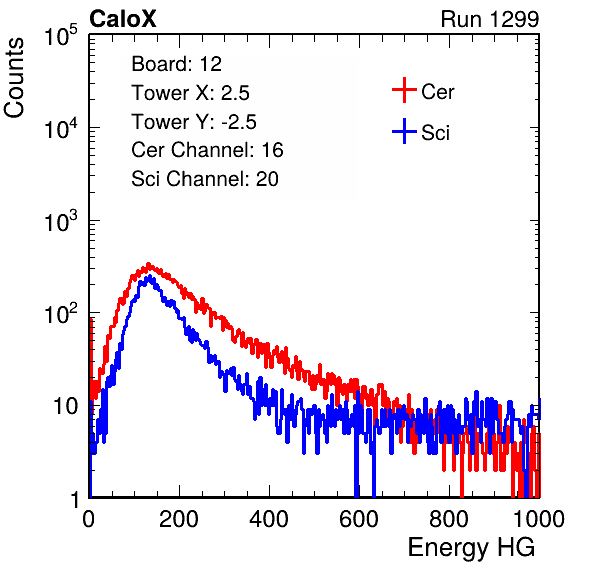 CaloX Run 1299
Counts
Board: 12
Tower X: 2.5
Tower Y: -2.5
Cer Channel: 16
Sci Channel: 20
Cer
Sci
10^5
10^4
10^3
10^2
10
1
0 200 400 600 800 1000
Energy HG